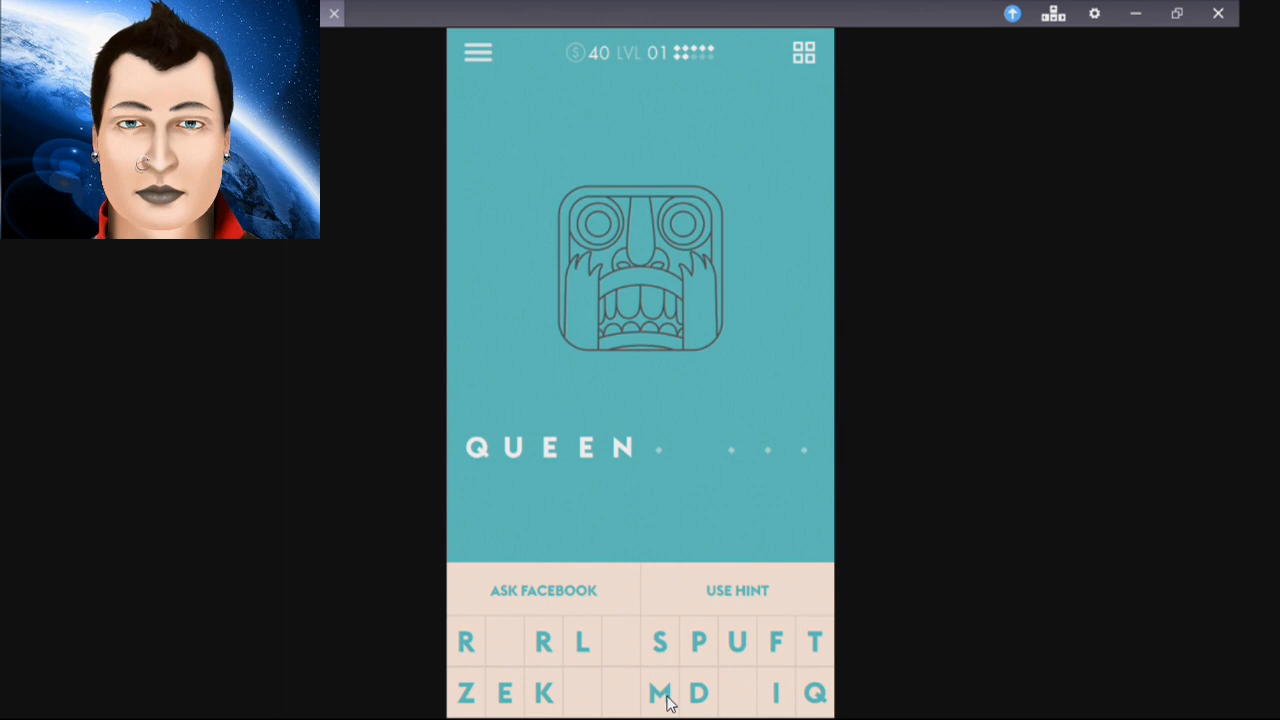 40 LVL 01
QUEEN
ASK FACEBOOK USE HINT
R R L S P U F T
Z E K M D I Q